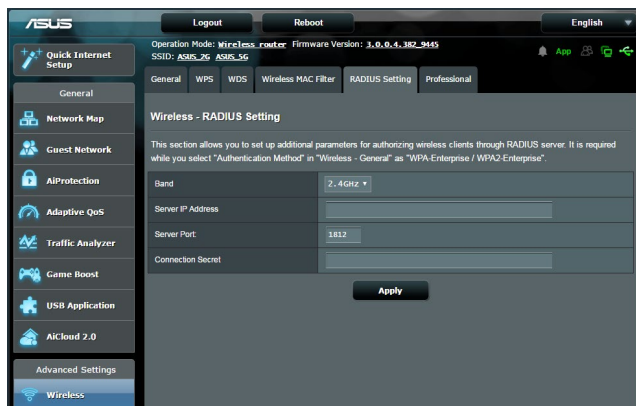 ASUS
Logout
Reboot
English
Quick Internet
Setup
Operation Mode: Wireless router Firmware Version: 3.0.0.4.382_9445
SSID: ASUS_2G ASUS_5G
App
General
WPS
WDS
Wireless MAC Filter
RADIUS Setting
Professional
General
Network Map
Guest Network
AiProtection
Adaptive QoS
Traffic Analyzer
Game Boost
USB Application
AiCloud 2.0
Advanced Settings
Wireless
Wireless - RADIUS Setting
This section allows you to set up additional parameters for authorizing wireless clients through RADIUS server. It is required
while you select "Authentication Method" in "Wireless - General" as "WPA-Enterprise / WPA2-Enterprise".
Band
2.4GHz
Server IP Address
Server Port:
1812
Connection Secret
Apply